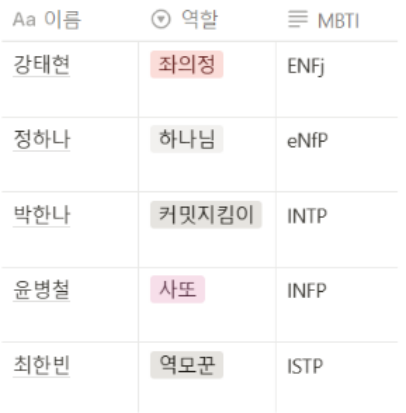 Aa 이름 역할 MBTI
강태현 좌의정 ENFj
정하나 하나님 eNfP
박한나 커밋지킴이 INTP
윤병철 사또 INFP
최한빈 역모꾼 ISTP